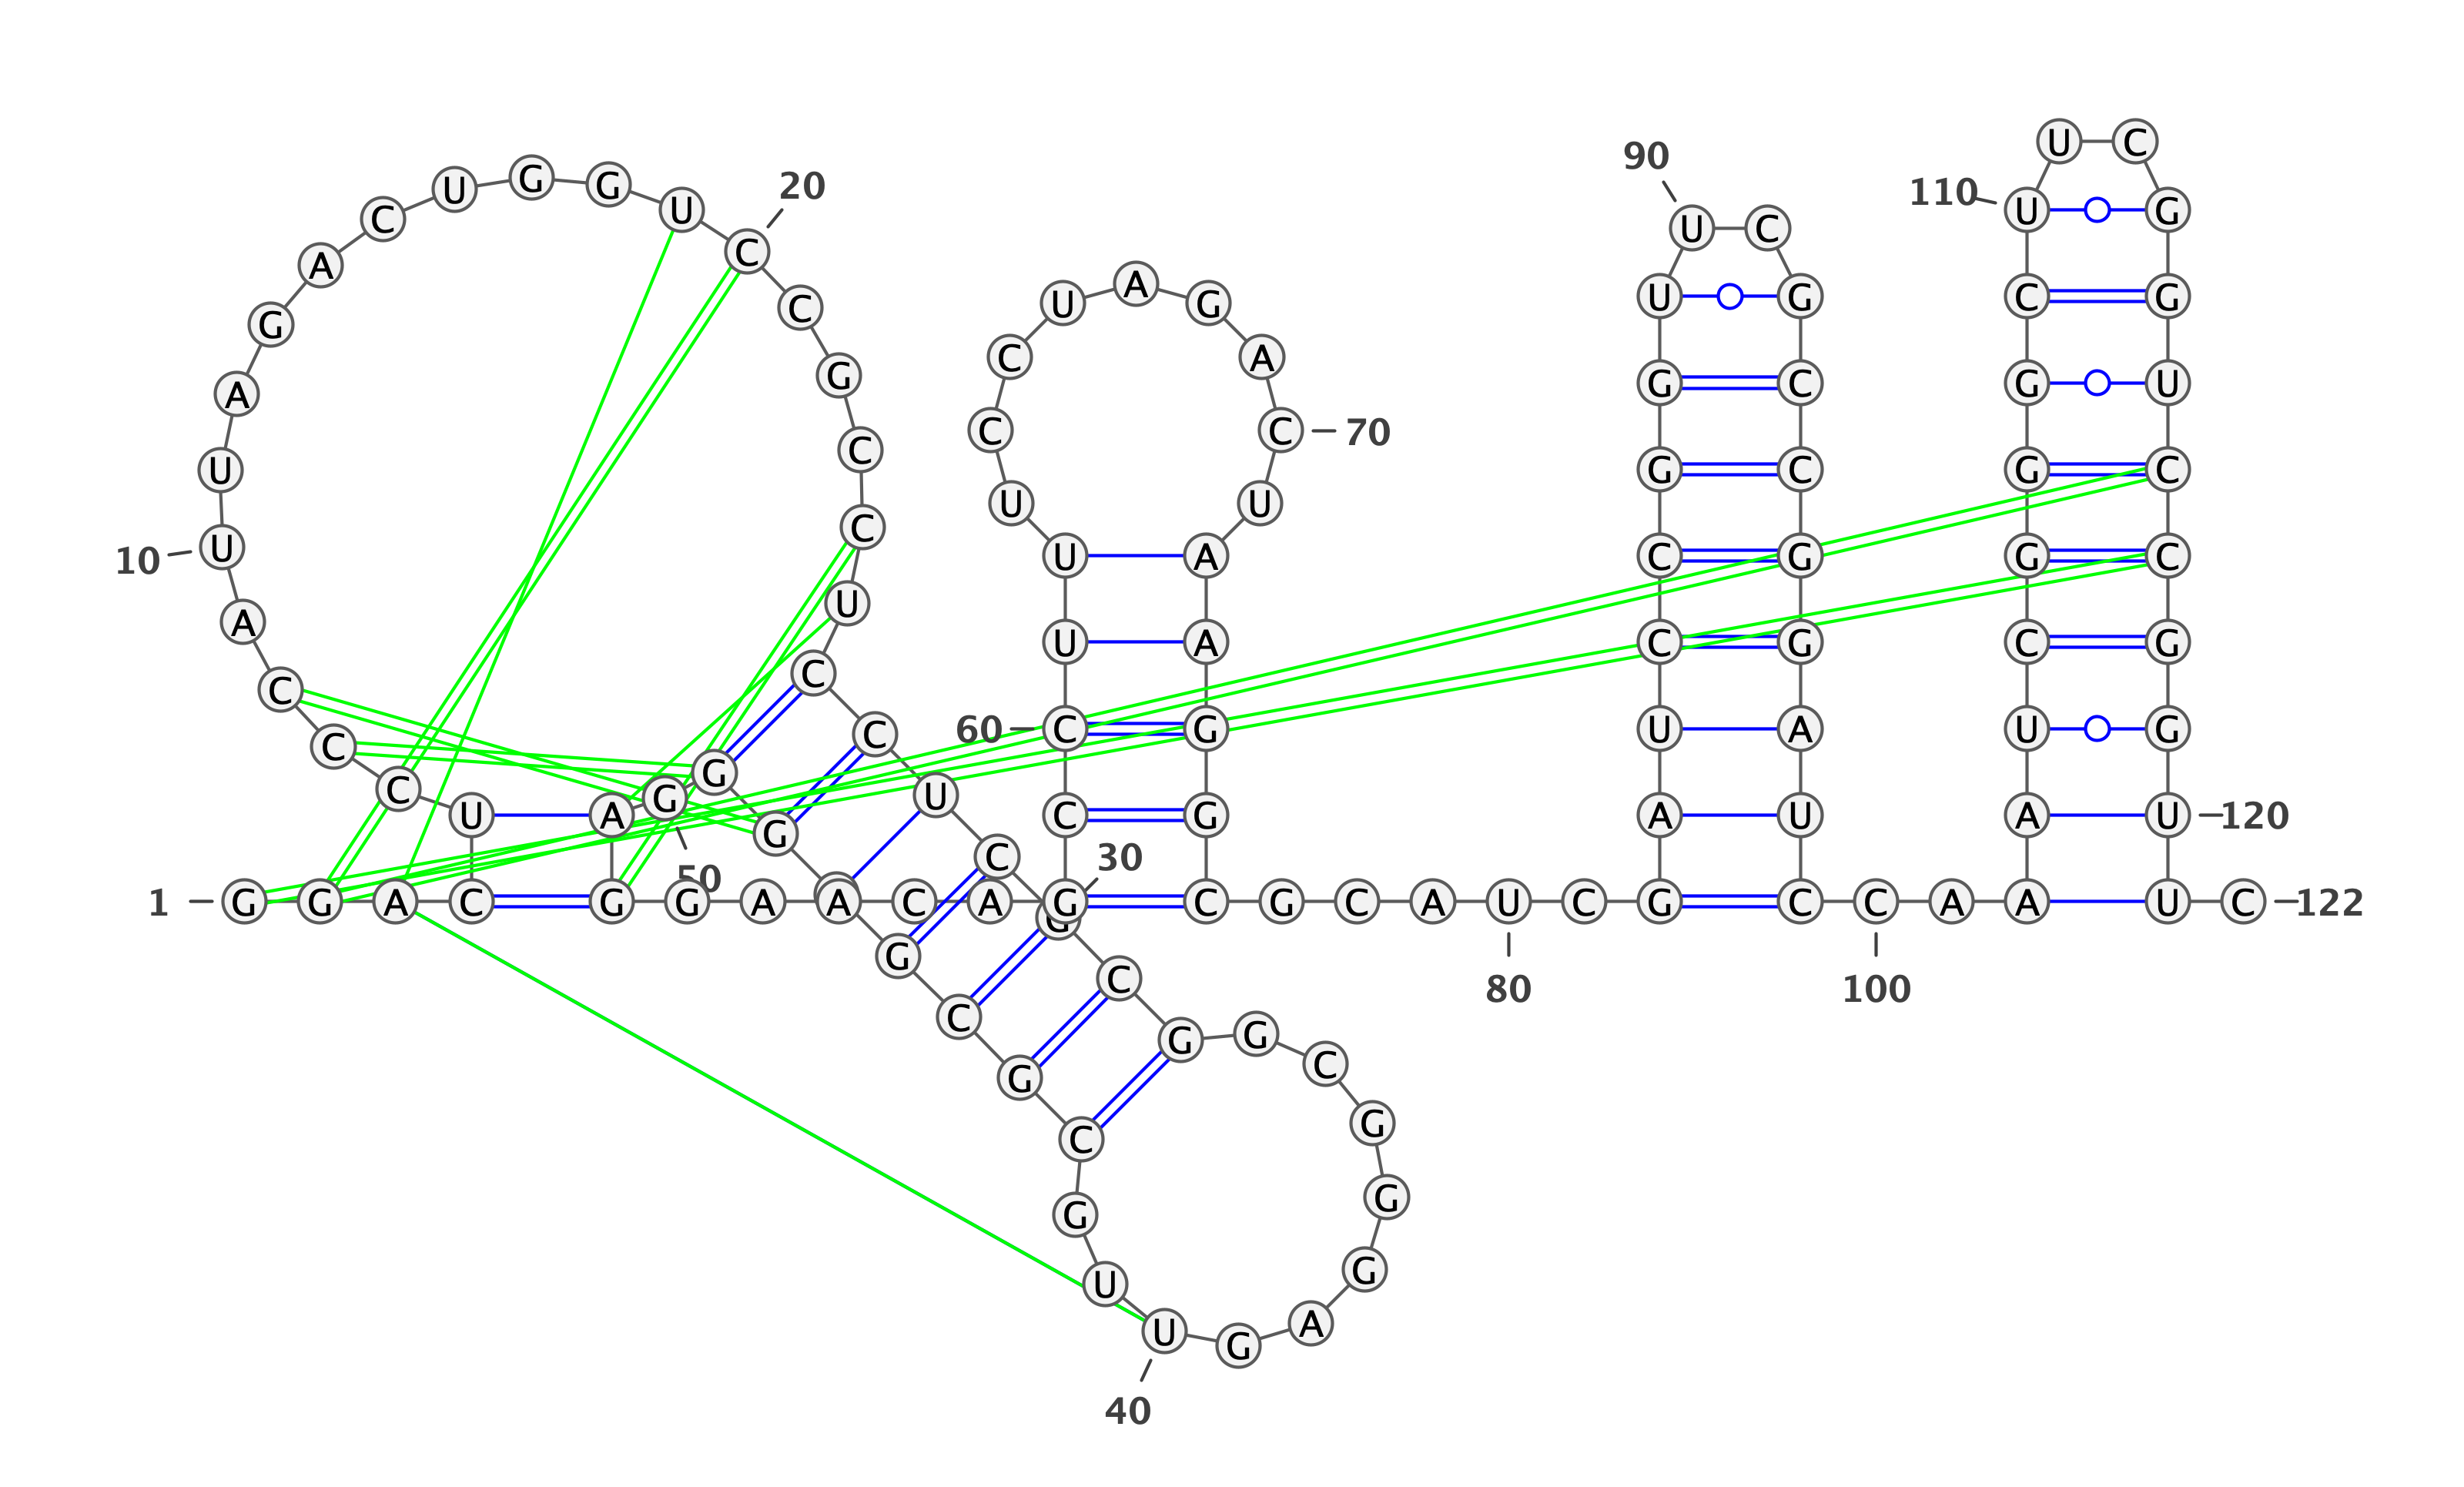 U C
90
20
U G G
110
C U U G
U C
C
A A
C U G U G
G
C A
G
A G C G U
C C 70
C
U G C G C
U U
C
10 U U A C G G C
U
A
U A C G C G
C
C
C C 60 C G U A U G
G
C G U
U A C G A U A U 120
G
C 30
50
1 G G A C G G A A C A G C G C A U C G C C A A U C 122
G
G C
80 100
C G G
G C
C G
G G
U G
U G A
40